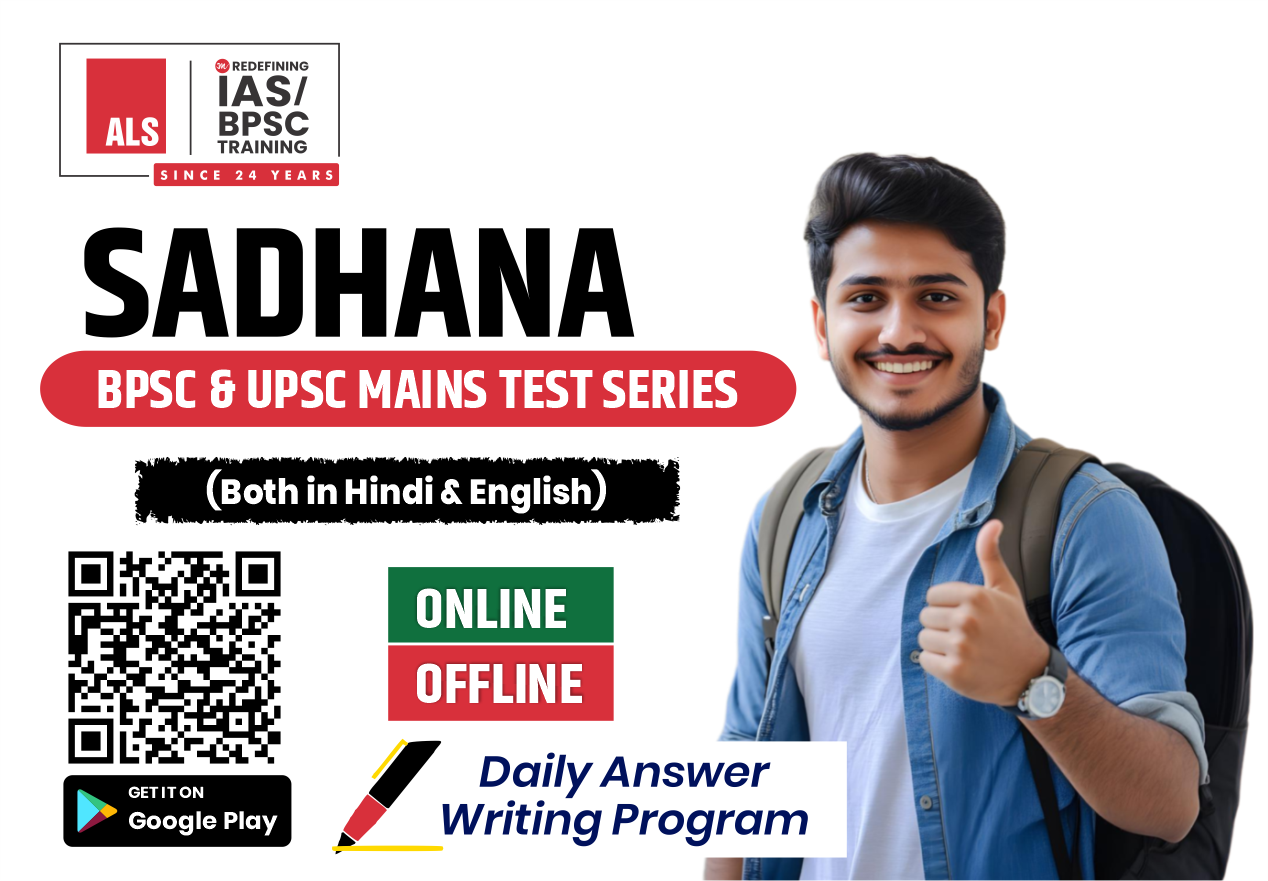 ALS
REDEFINING
IAS/
BPSC
TRAINING
SINCE 24 YEARS
SADHANA
BPSC & UPSC MAINS TEST SERIES
(Both in Hindi & English)
ONLINE
OFFLINE
GET IT ON
Google Play
Daily Answer
Writing Program